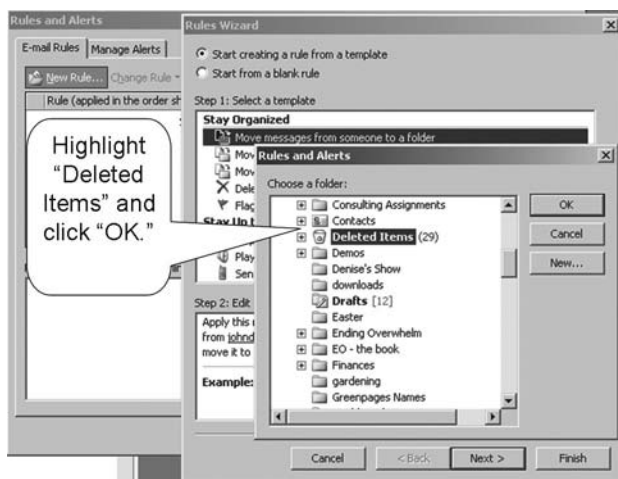 Rules and Alerts
E-mail Rules
Manage Alerts
New Rule...
Change Rule
Rule (applied in the order sh
Highlight
“Deleted
Items” and
click “OK.”
Rules Wizard
Start creating a rule from a template
Start from a blank rule
Step 1: Select a template
Stay Organized
Move messages from someone to a folder
Mov
Mov
Dele
Flag
Stay Up t
Play
Sen
Step 2: Edit
Apply this
from johnd
move it to
Example:
Rules and Alerts
Choose a folder:
Consulting Assignments
Contacts
Deleted Items (29)
Demos
Denise's Show
downloads
Drafts [12]
Easter
Ending Overwhelm
EO - the book
Finances
gardening
Greenpages Names
OK
Cancel
New...
Cancel
< Back
Next >
Finish